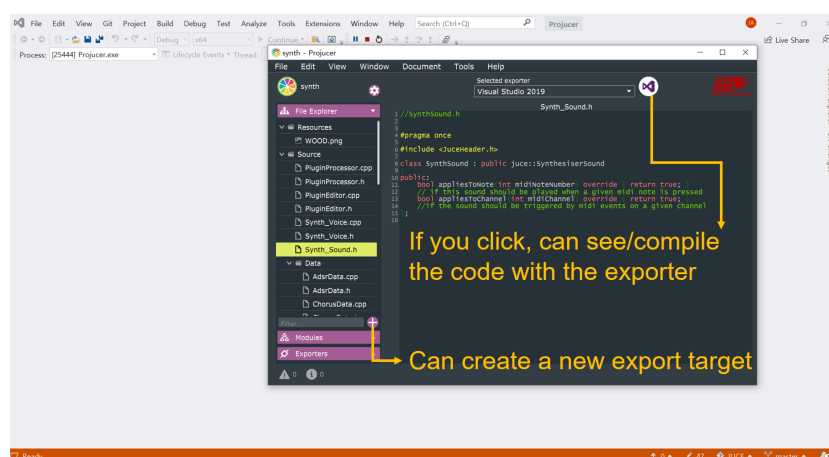 File Edit View Git Project Build Debug Test Analyze Tools Extensions Window Help Search (Ctrl+Q) Projucer JA
Debug x64 Continue Live Share
Process: [25444] Projucer.exe Lifecycle Events Thread:
synth - Projucer
File Edit View Window Document Tools Help
synth
Selected exporter
Visual Studio 2019
File Explorer
Synth_Sound.h
Resources
WOOD.png
Source
PluginProcessor.cpp
PluginProcessor.h
PluginEditor.cpp
PluginEditor.h
Synth_Voice.cpp
Synth_Voice.h
Synth_Sound.h
Data
AdsrData.cpp
AdsrData.h
ChorusData.cpp
Filter...
Modules
Exporters
0 0
1 //SynthSound.h
2
3
4 #pragma once
5
6 #include <JuceHeader.h>
7
8 class SynthSound : public juce::SynthesiserSound
9
10 public:
11 bool appliesToNote int midiNoteNumber override return true;
12 // if this sound should be played when a given midi note is pressed
13 bool appliesToChannel int midiChannel override return true;
14 //if the sound should be triggered by midi events on a given channel
15 ;
16
If you click, can see/compile
the code with the exporter
Can create a new export target
Ready 0 47 JUCE master